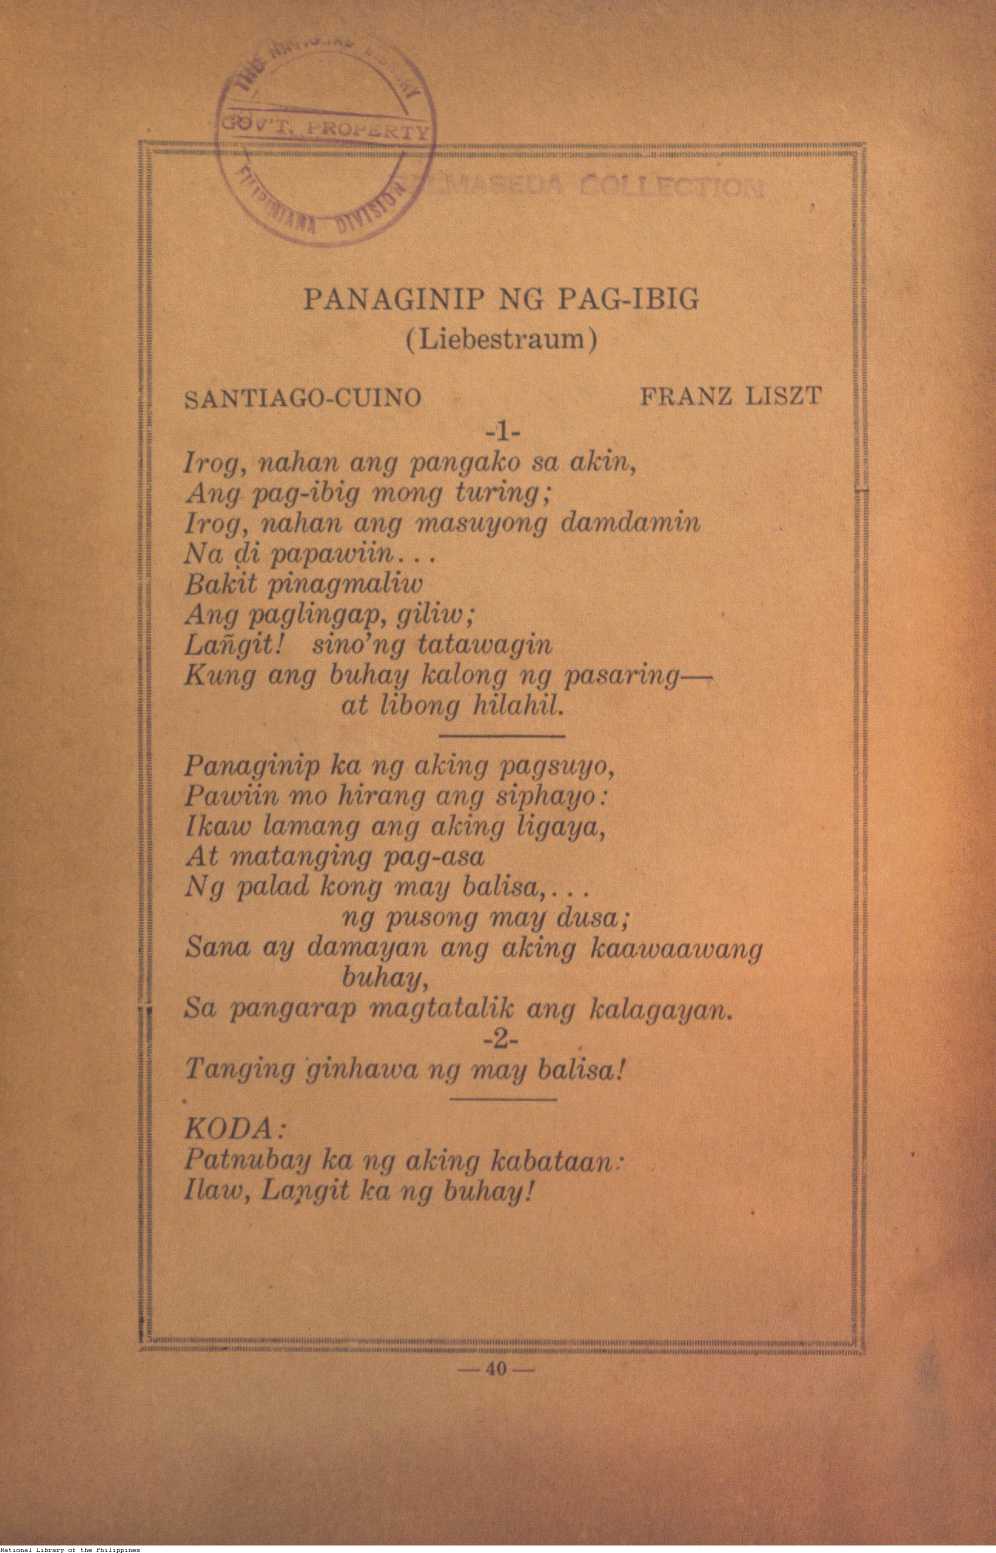 THE NATIONAL LIBRARY
GOV'T. PROPERTY
FILIPINIANA DIVISION
COLLECTION
PANAGINIP NG PAG-IBIG
(Liebestraum)
SANTIAGO-CUINO FRANZ LISZT
-1-
Irog, nahan ang pangako sa akin,
Ang pag-ibig mong turing;
Irog, nahan ang masuyong damdamin
Na di papawiin...
Bakit pinagmaliw
Ang paglingap, giliw;
Lañgit! sino'ng tatawagin
Kung ang buhay kalong ng pasaring—
at libong hilahil.
Panaginip ka ng aking pagsuyo,
Pawiin mo hirang ang siphayo:
Ikaw lamang ang aking ligaya,
At matanging pag-asa
Ng palad kong may balisa,...
ng pusong may dusa;
Sana ay damayan ang aking kaawaawang
buhay,
Sa pangarap magtatalik ang kalagayan.
-2-
Tanging ginhawa ng may balisa!
KODA:
Patnubay ka ng aking kabataan:
Ilaw, Langit ka ng buhay!
— 40 —
National Library of the Philippines